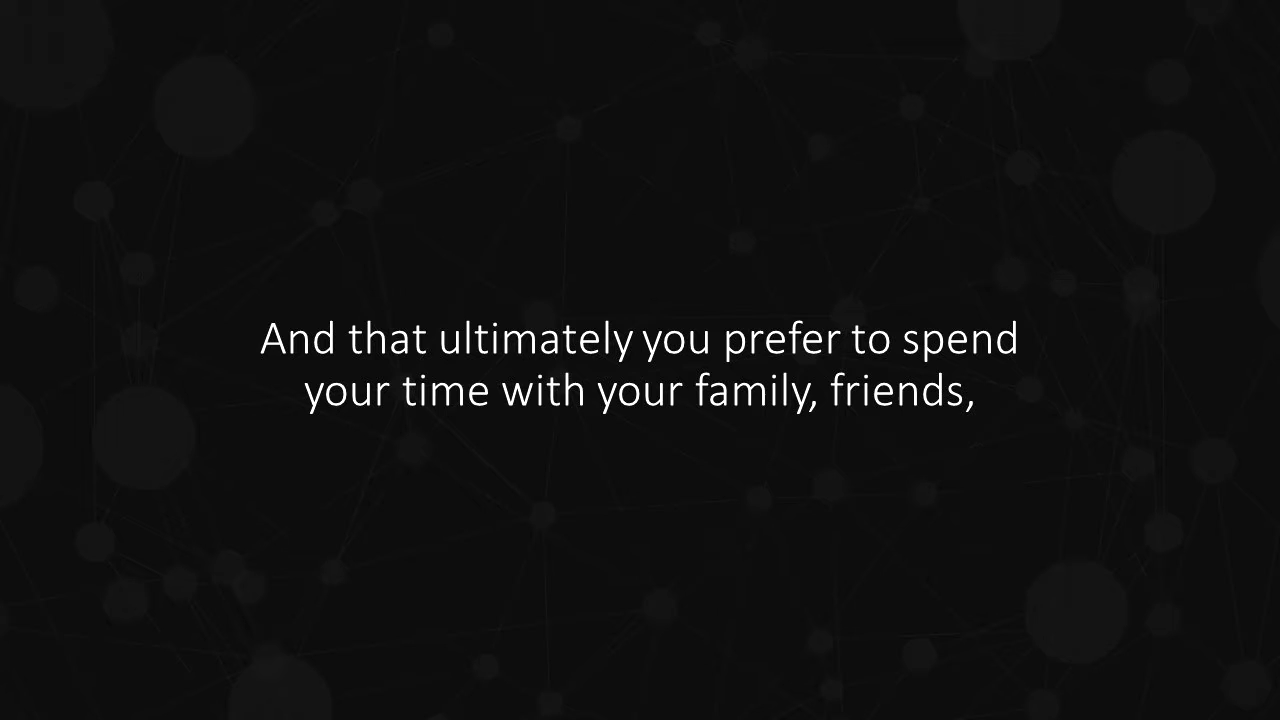 And that ultimately you prefer to spend
your time with your family, friends,